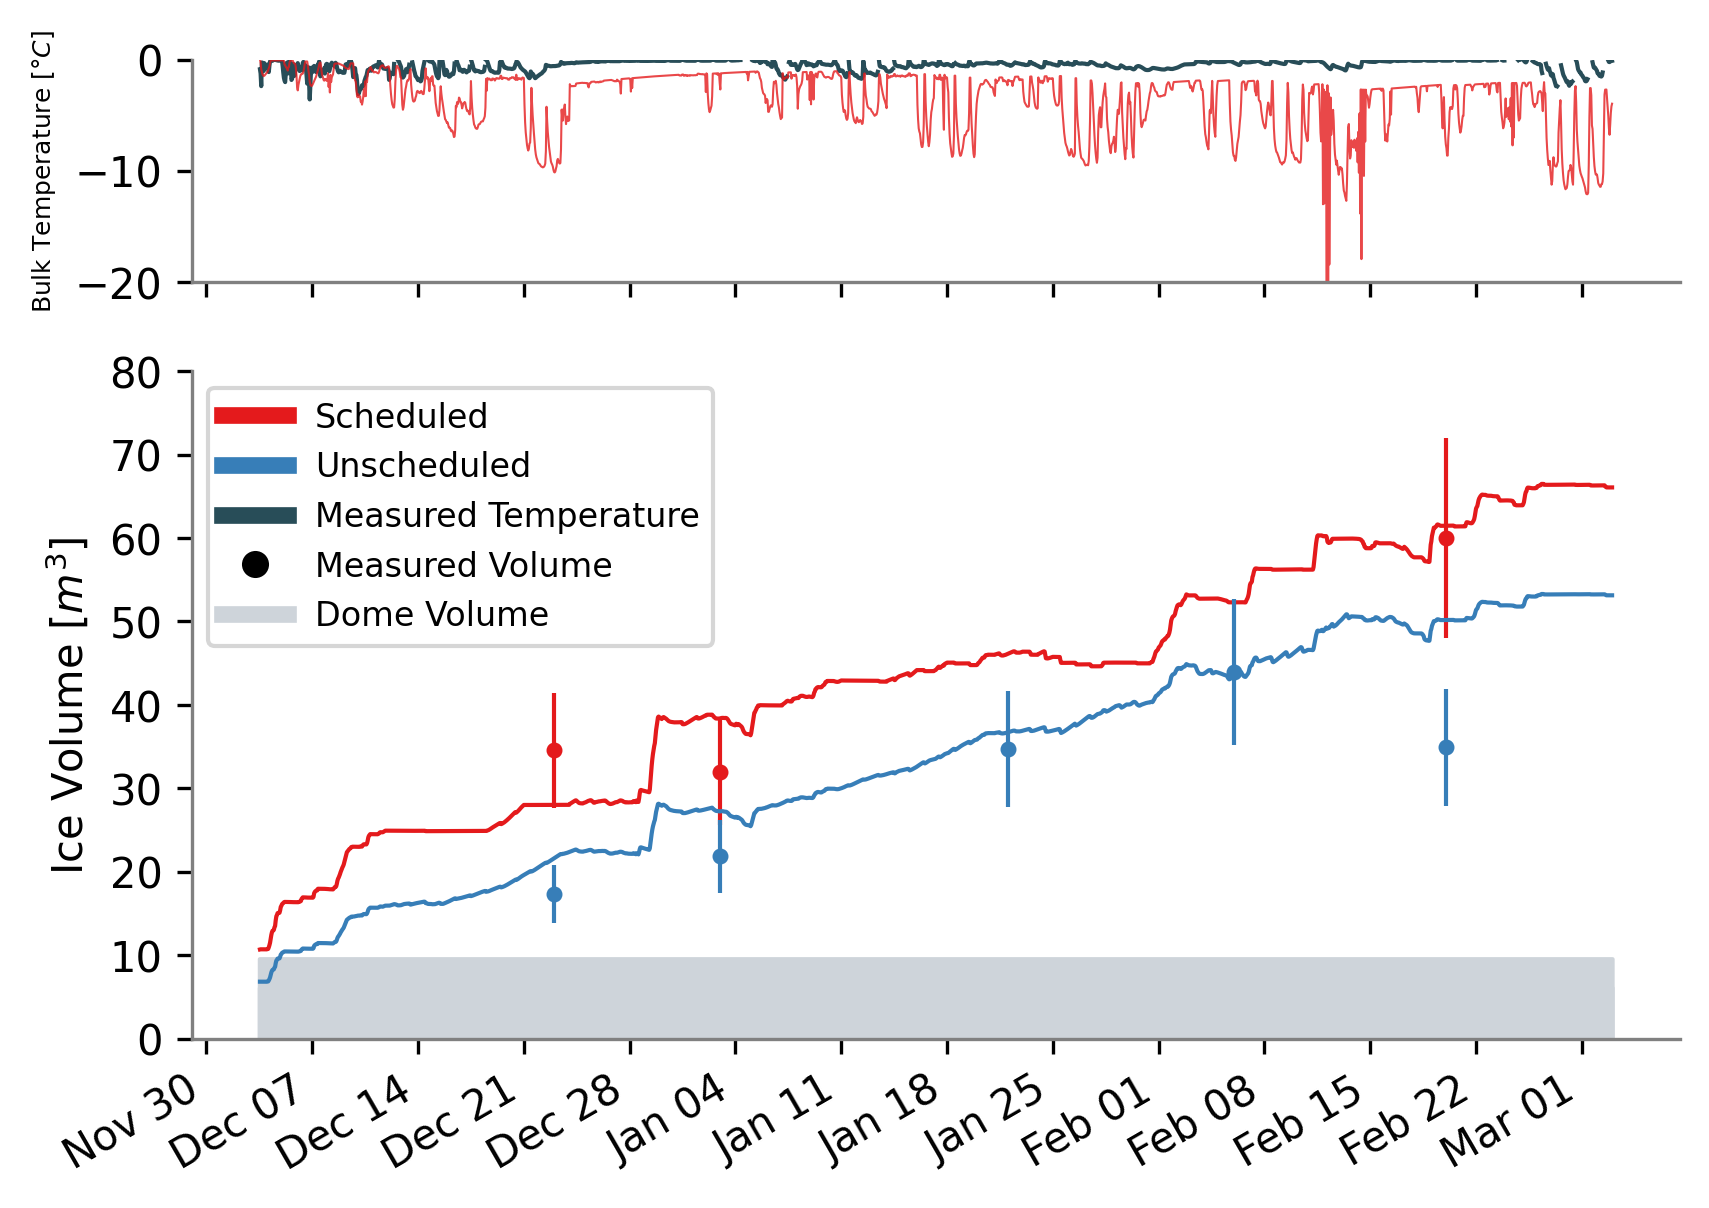 Bulk Temperature [°C]
0
−10
−20
Ice Volume [m³]
80
70
60
50
40
30
20
10
0
Scheduled
Unscheduled
Measured Temperature
Measured Volume
Dome Volume
Nov 30
Dec 07
Dec 14
Dec 21
Dec 28
Jan 04
Jan 11
Jan 18
Jan 25
Feb 01
Feb 08
Feb 15
Feb 22
Mar 01